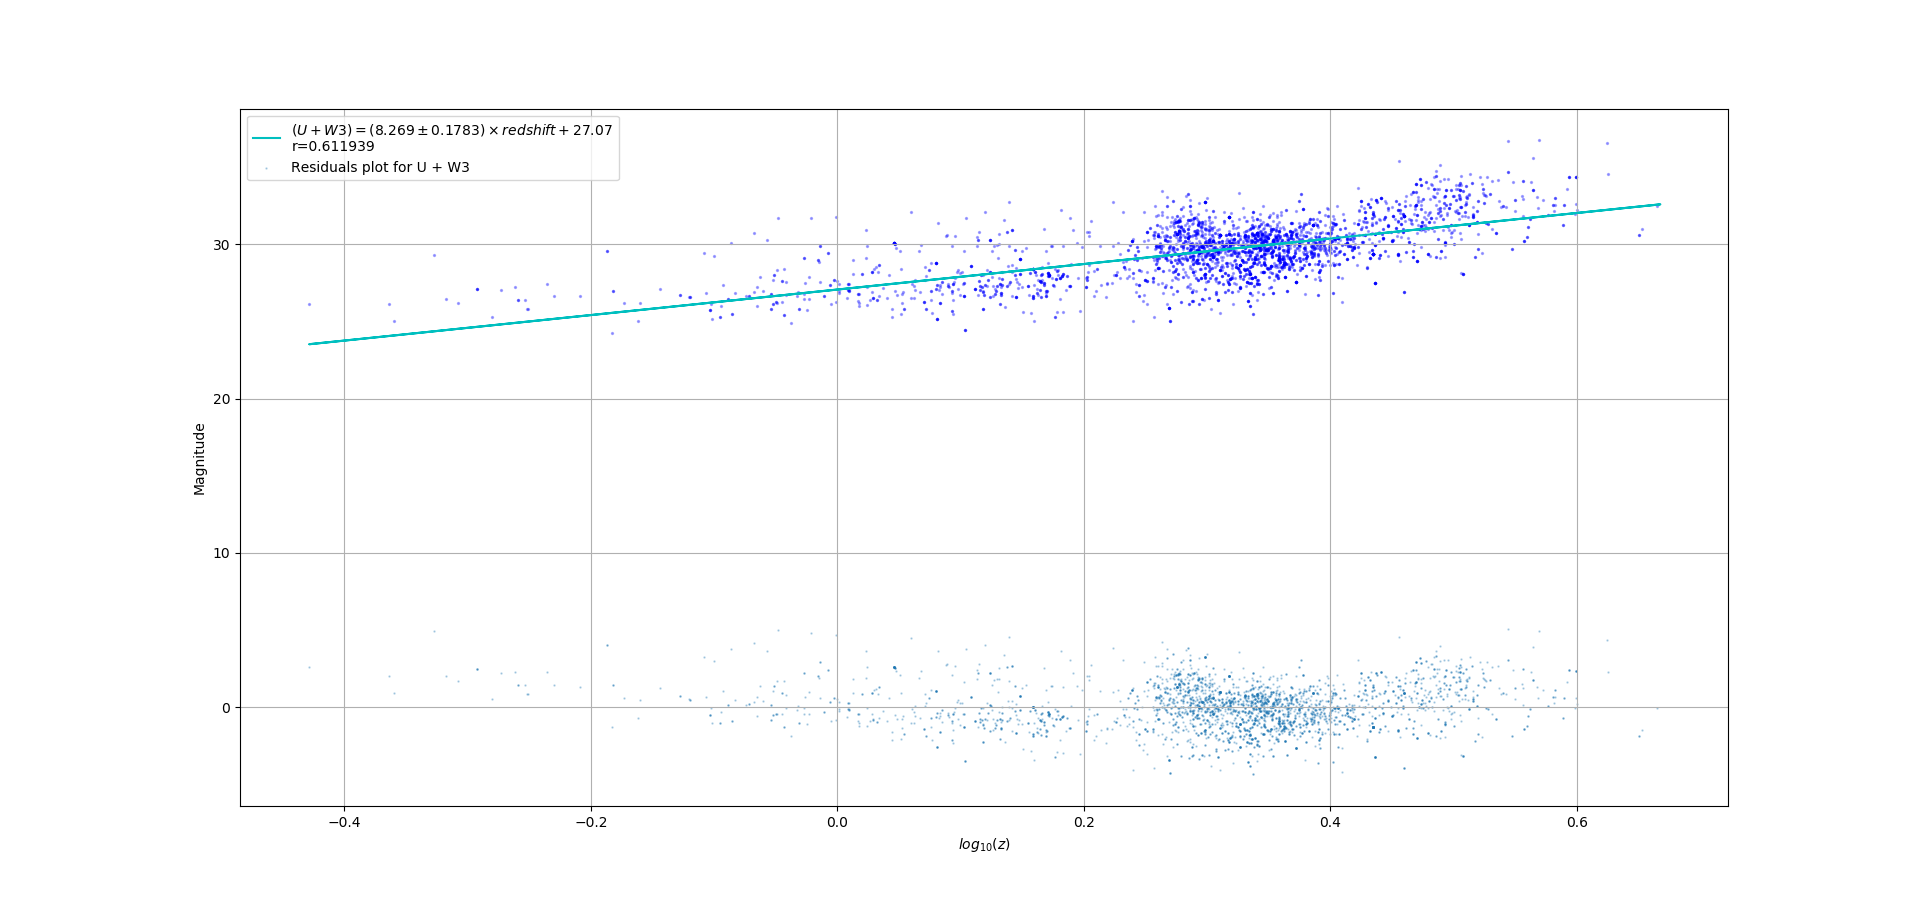 (U + W3) = (8.269 ± 0.1783) × redshift + 27.07
r=0.611939
Residuals plot for U + W3
30
20
10
0
Magnitude
−0.4 −0.2 0.0 0.2 0.4 0.6
log₁₀(z)